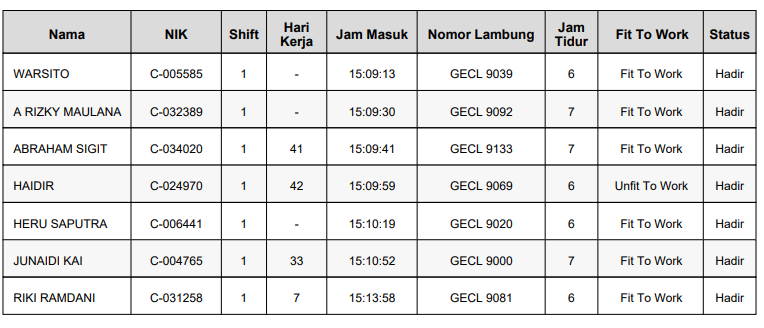 Nama NIK Shift Hari Kerja Jam Masuk Nomor Lambung Jam Tidur Fit To Work Status
WARSITO C-005585 1 - 15:09:13 GECL 9039 6 Fit To Work Hadir
A RIZKY MAULANA C-032389 1 - 15:09:30 GECL 9092 7 Fit To Work Hadir
ABRAHAM SIGIT C-034020 1 41 15:09:41 GECL 9133 7 Fit To Work Hadir
HAIDIR C-024970 1 42 15:09:59 GECL 9069 6 Unfit To Work Hadir
HERU SAPUTRA C-006441 1 - 15:10:19 GECL 9020 6 Fit To Work Hadir
JUNAIDI KAI C-004765 1 33 15:10:52 GECL 9000 7 Fit To Work Hadir
RIKI RAMDANI C-031258 1 7 15:13:58 GECL 9081 6 Fit To Work Hadir